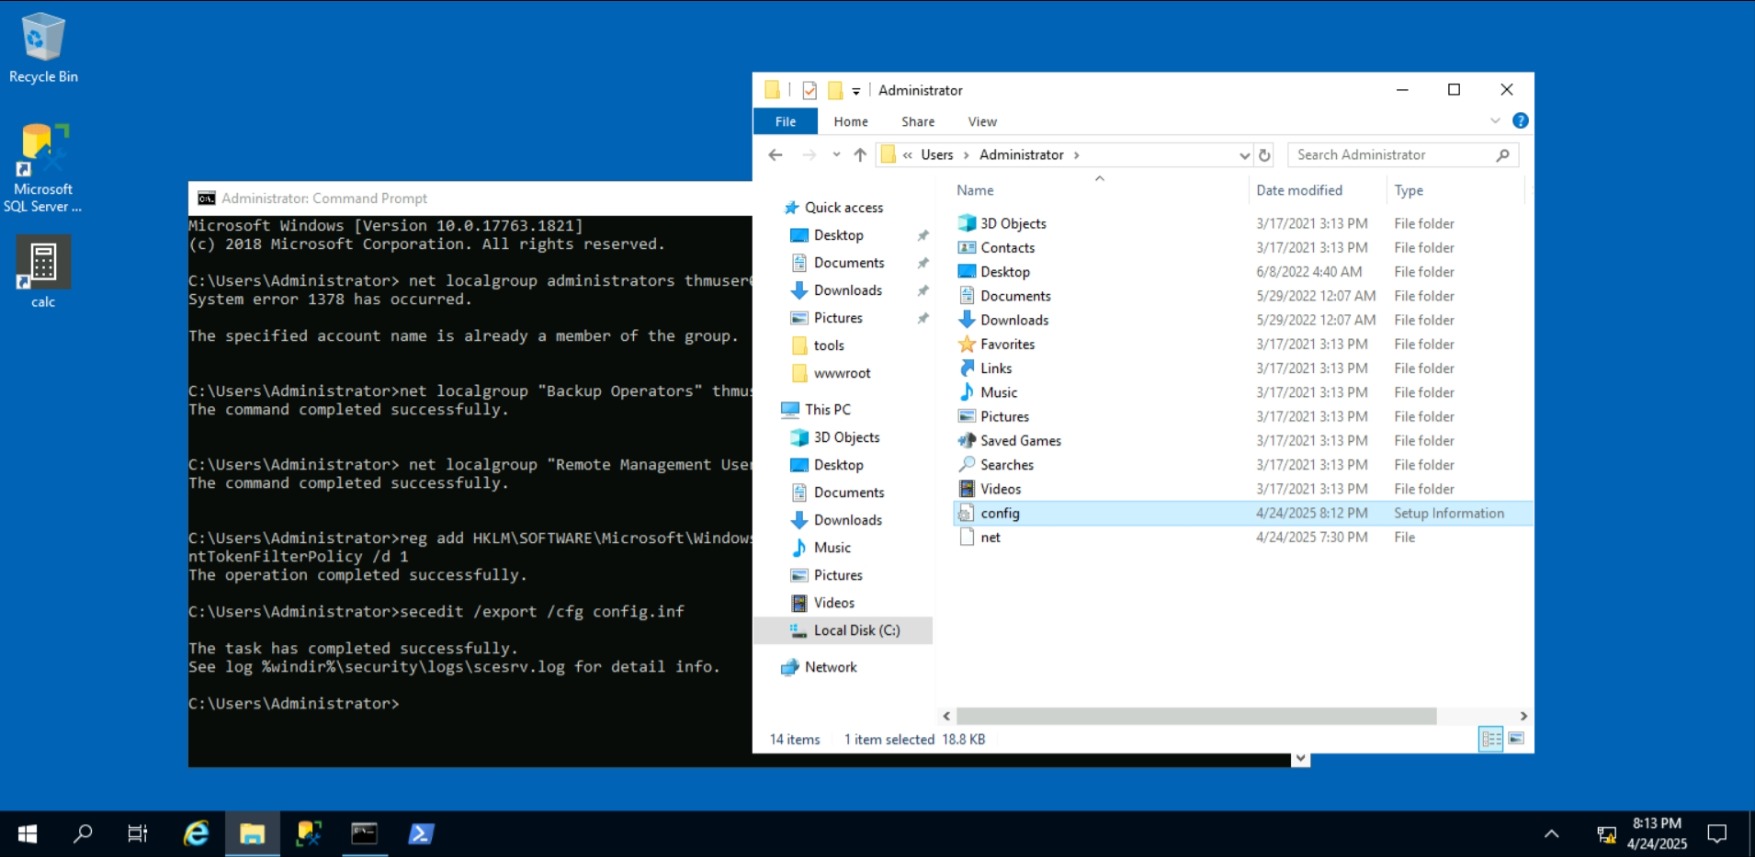 Recycle Bin
Microsoft
SQL Server ...
calc
Administrator: Command Prompt
Microsoft Windows [Version 10.0.17763.1821]
(c) 2018 Microsoft Corporation. All rights reserved.
C:\Users\Administrator> net localgroup administrators thmuser
System error 1378 has occurred.
The specified account name is already a member of the group.
C:\Users\Administrator>net localgroup "Backup Operators" thmu
The command completed successfully.
C:\Users\Administrator> net localgroup "Remote Management Use
The command completed successfully.
C:\Users\Administrator>reg add HKLM\SOFTWARE\Microsoft\Window
ntTokenFilterPolicy /d 1
The operation completed successfully.
C:\Users\Administrator>secedit /export /cfg config.inf
The task has completed successfully.
See log %windir%\security\logs\scesrv.log for detail info.
C:\Users\Administrator>
Administrator
File Home Share View
« Users › Administrator ›
Search Administrator
Quick access
Desktop
Documents
Downloads
Pictures
tools
wwwroot
This PC
3D Objects
Desktop
Documents
Downloads
Music
Pictures
Videos
Local Disk (C:)
Network
Name Date modified Type
3D Objects 3/17/2021 3:13 PM File folder
Contacts 3/17/2021 3:13 PM File folder
Desktop 6/8/2022 4:40 AM File folder
Documents 5/29/2022 12:07 AM File folder
Downloads 5/29/2022 12:07 AM File folder
Favorites 3/17/2021 3:13 PM File folder
Links 3/17/2021 3:13 PM File folder
Music 3/17/2021 3:13 PM File folder
Pictures 3/17/2021 3:13 PM File folder
Saved Games 3/17/2021 3:13 PM File folder
Searches 3/17/2021 3:13 PM File folder
Videos 3/17/2021 3:13 PM File folder
config 4/24/2025 8:12 PM Setup Information
net 4/24/2025 7:30 PM File
14 items 1 item selected 18.8 KB
8:13 PM
4/24/2025